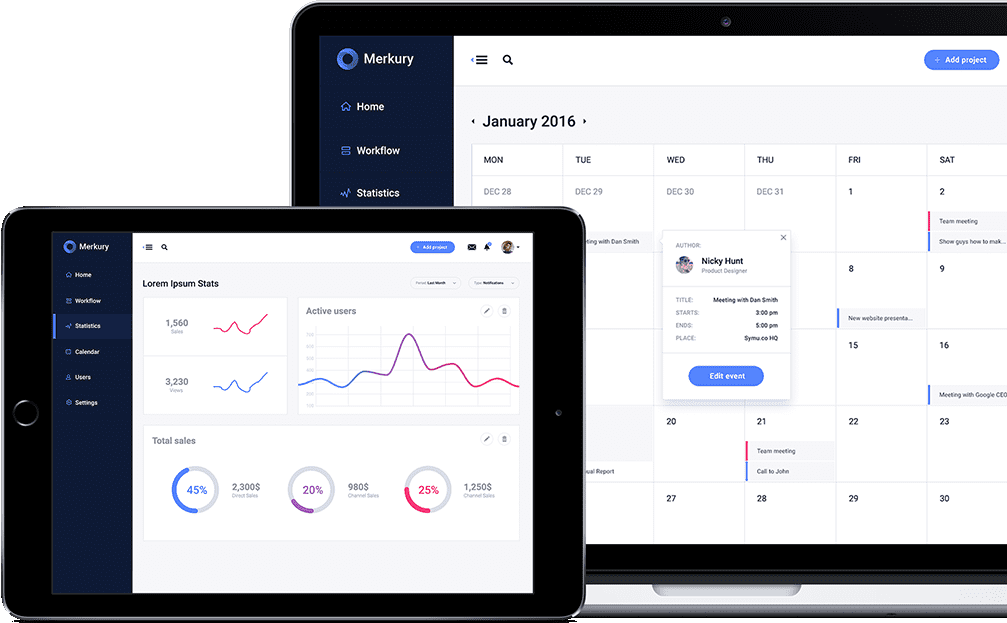 Merkury
Add project
Home
January 2016
Workflow
MON TUE WED THU FRI SAT
Statistics
DEC 28 DEC 29 DEC 30 DEC 31 1 2
Team meeting
ting with Dan Smith
Show guys how to mak...
AUTHOR:
Nicky Hunt
Product Designer
TITLE: Meeting with Dan Smith
STARTS: 3:00 pm
ENDS: 5:00 pm
PLACE: Symu.co HQ
Edit event
8 9
New website presenta...
15 16
Meeting with Google CEO
20 21 22 23
Team meeting
ual Report
Call to John
27 28 29 30
Merkury
Add project
Home
Workflow
Statistics
Calendar
Users
Settings
Lorem Ipsum Stats
Period: Last Month
Type: Notifications
1,560
Sales
3,230
Views
Active users
Total sales
45%
2,300$
Direct Sales
20%
980$
Channel Sales
25%
1,250$
Channel Sales